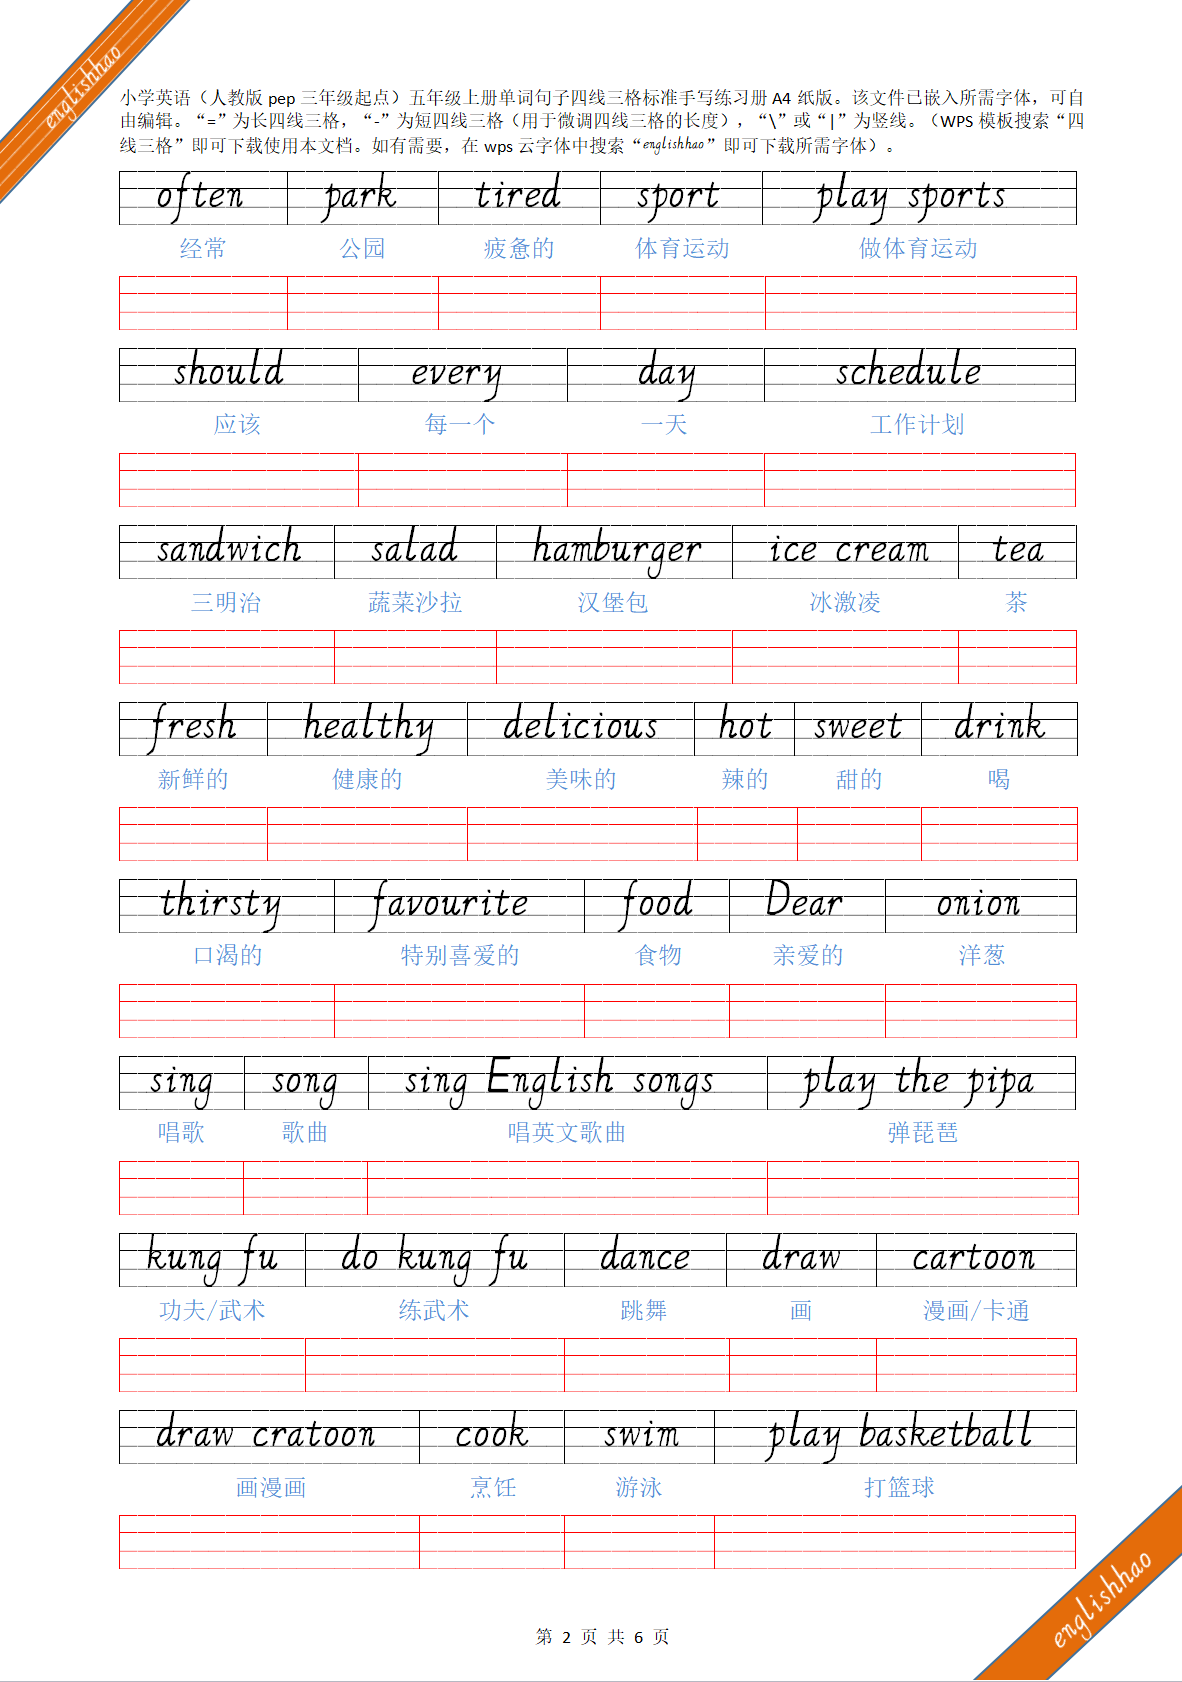 englishhao
小学英语（人教版 pep 三年级起点）五年级上册单词句子四线三格标准手写练习册 A4 纸版。该文件已嵌入所需字体，可自
由编辑。“=”为长四线三格，“-”为短四线三格（用于微调四线三格的长度），“\”或“|”为竖线。（WPS 模板搜索“四
线三格”即可下载使用本文档。如有需要，在 wps 云字体中搜索“englishhao”即可下载所需字体）。
often park tired sport play sports
经常 公园 疲惫的 体育运动 做体育运动
should every day schedule
应该 每一个 一天 工作计划
sandwich salad hamburger ice cream tea
三明治 蔬菜沙拉 汉堡包 冰激凌 茶
fresh healthy delicious hot sweet drink
新鲜的 健康的 美味的 辣的 甜的 喝
thirsty favourite food Dear onion
口渴的 特别喜爱的 食物 亲爱的 洋葱
sing song sing English songs play the pipa
唱歌 歌曲 唱英文歌曲 弹琵琶
kung fu do kung fu dance draw cartoon
功夫/武术 练武术 跳舞 画 漫画/卡通
draw cratoon cook swim play basketball
画漫画 烹饪 游泳 打篮球
englishhao
第 2 页 共 6 页